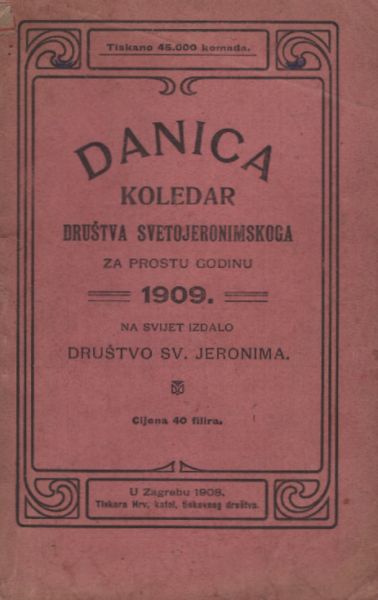 Tiskano 45.000 komada.
DANICA
KOLEDAR
DRUŠTVA SVETOJERONIMSKOGA
ZA PROSTU GODINU
1909.
NA SVIJET IZDALO
DRUŠTVO SV. JERONIMA.
Cijena 40 filira.
U Zagrebu 1908.
Tiskara Hrv. katol. tiskovnog društva.